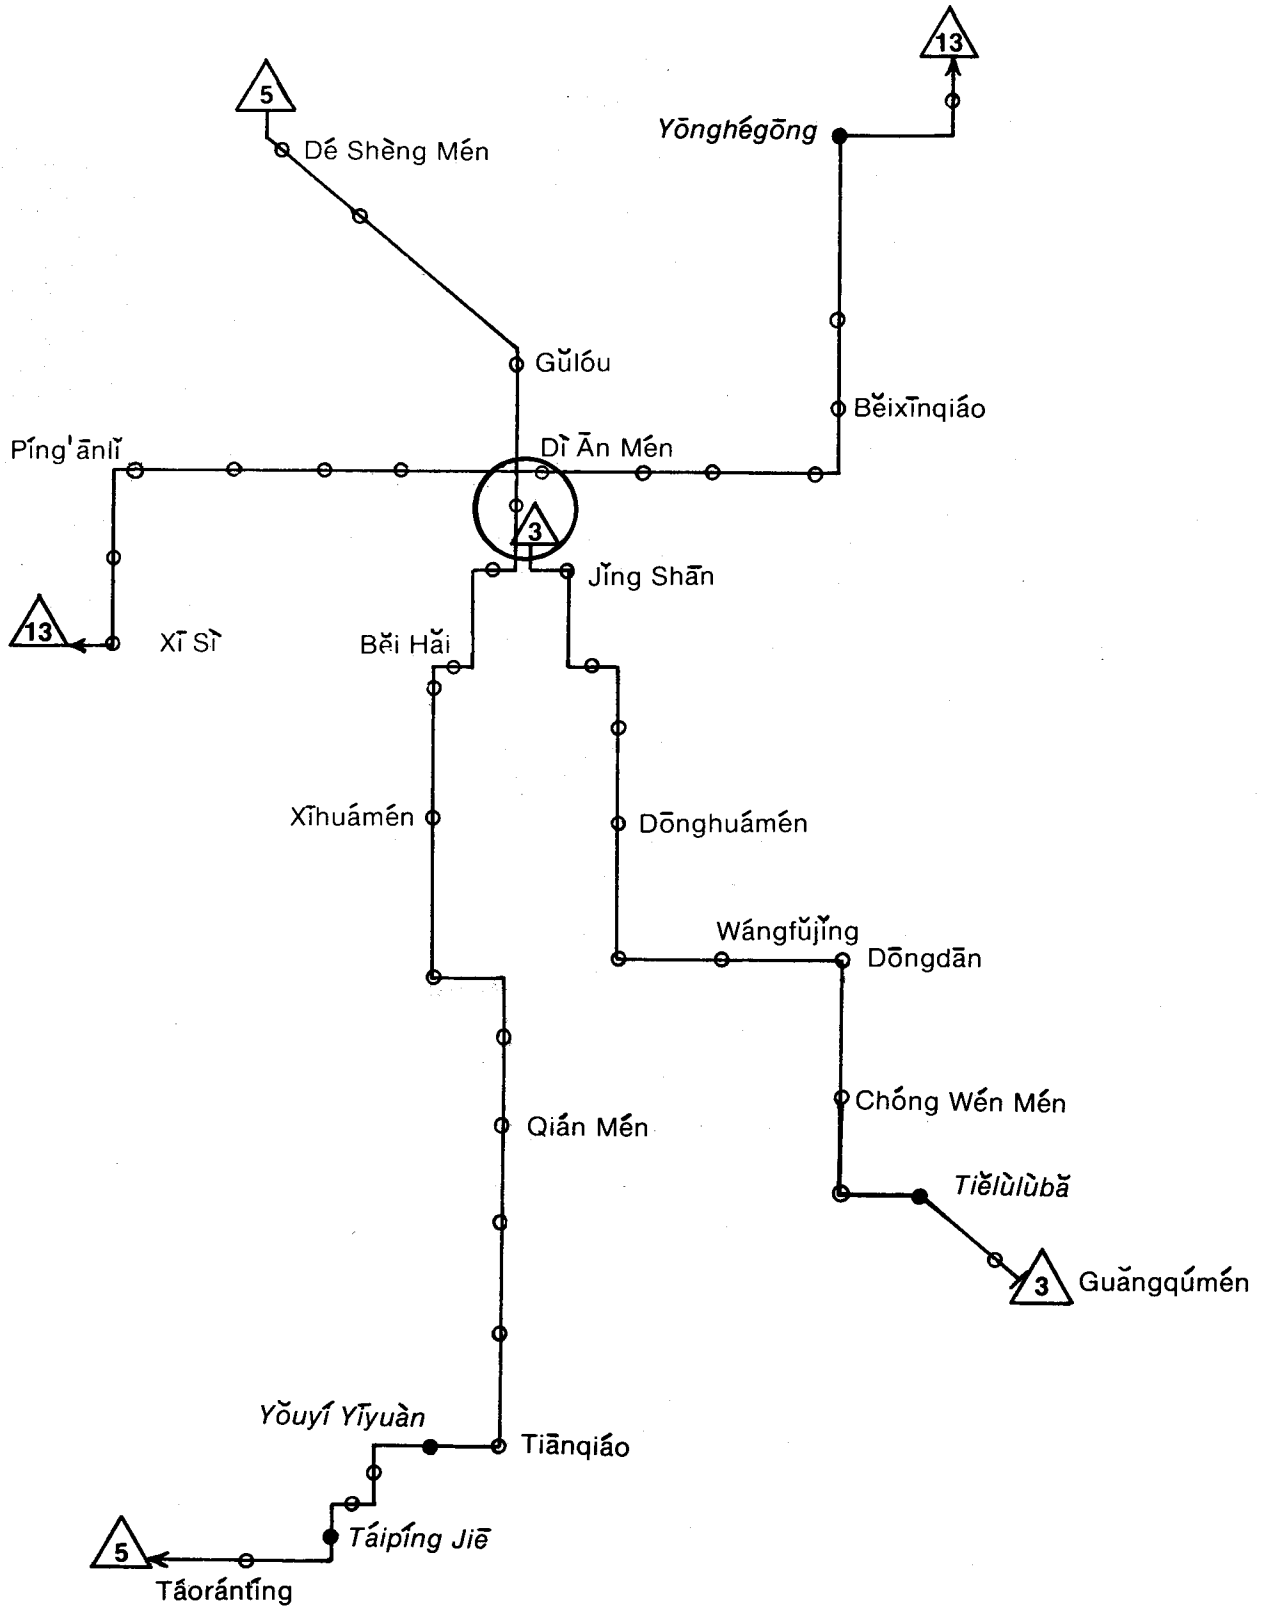 13
5
Yōnghégōng
Dé Shèng Mén
Gǔlóu
Běixīnqiáo
Píng'ānlǐ
Dì Ān Mén
3
Jǐng Shān
13
Xī Sì
Běi Hǎi
Xīhuámén
Dōnghuámén
Wángfǔjǐng
Dōngdān
Chóng Wén Mén
Qián Mén
Tiělùlùbǎ
3
Guǎngqúmén
Yǒuyí Yīyuàn
Tiānqiáo
5
Táipíng Jiē
Táorántíng